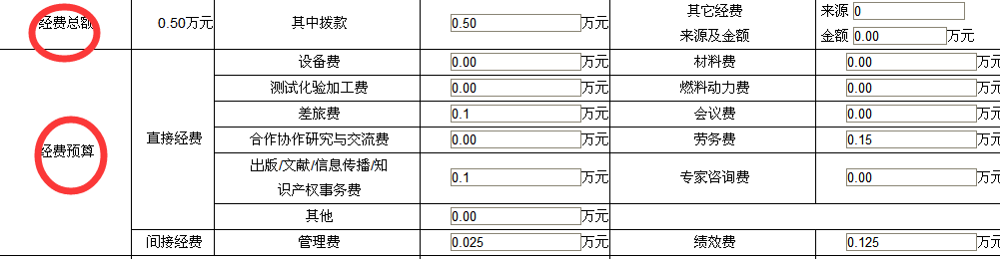 经费总额 0.50万元 其中拨款 0.50 万元 其它经费 来源 0
来源及金额 金额 0.00 万元
设备费 0.00 万元 材料费 0.00 万元
测试化验加工费 0.00 万元 燃料动力费 0.00 万元
差旅费 0.1 万元 会议费 0.00 万元
经费预算 直接经费 合作协作研究与交流费 0.00 万元 劳务费 0.15 万元
出版/文献/信息传播/知
识产权事务费 0.1 万元 专家咨询费 0.00 万元
其他 0.00 万元
间接经费 管理费 0.025 万元 绩效费 0.125 万元